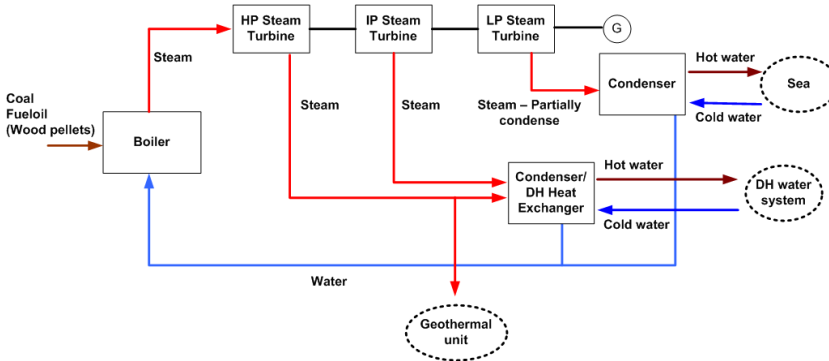 HP Steam
Turbine
IP Steam
Turbine
LP Steam
Turbine
G
Steam
Hot water
Condenser
Sea
Coal
Fueloil
(Wood pellets)
Steam
Steam
Steam – Partially
condense
Cold water
Boiler
Condenser/
DH Heat
Exchanger
Hot water
DH water
system
Cold water
Water
Geothermal
unit